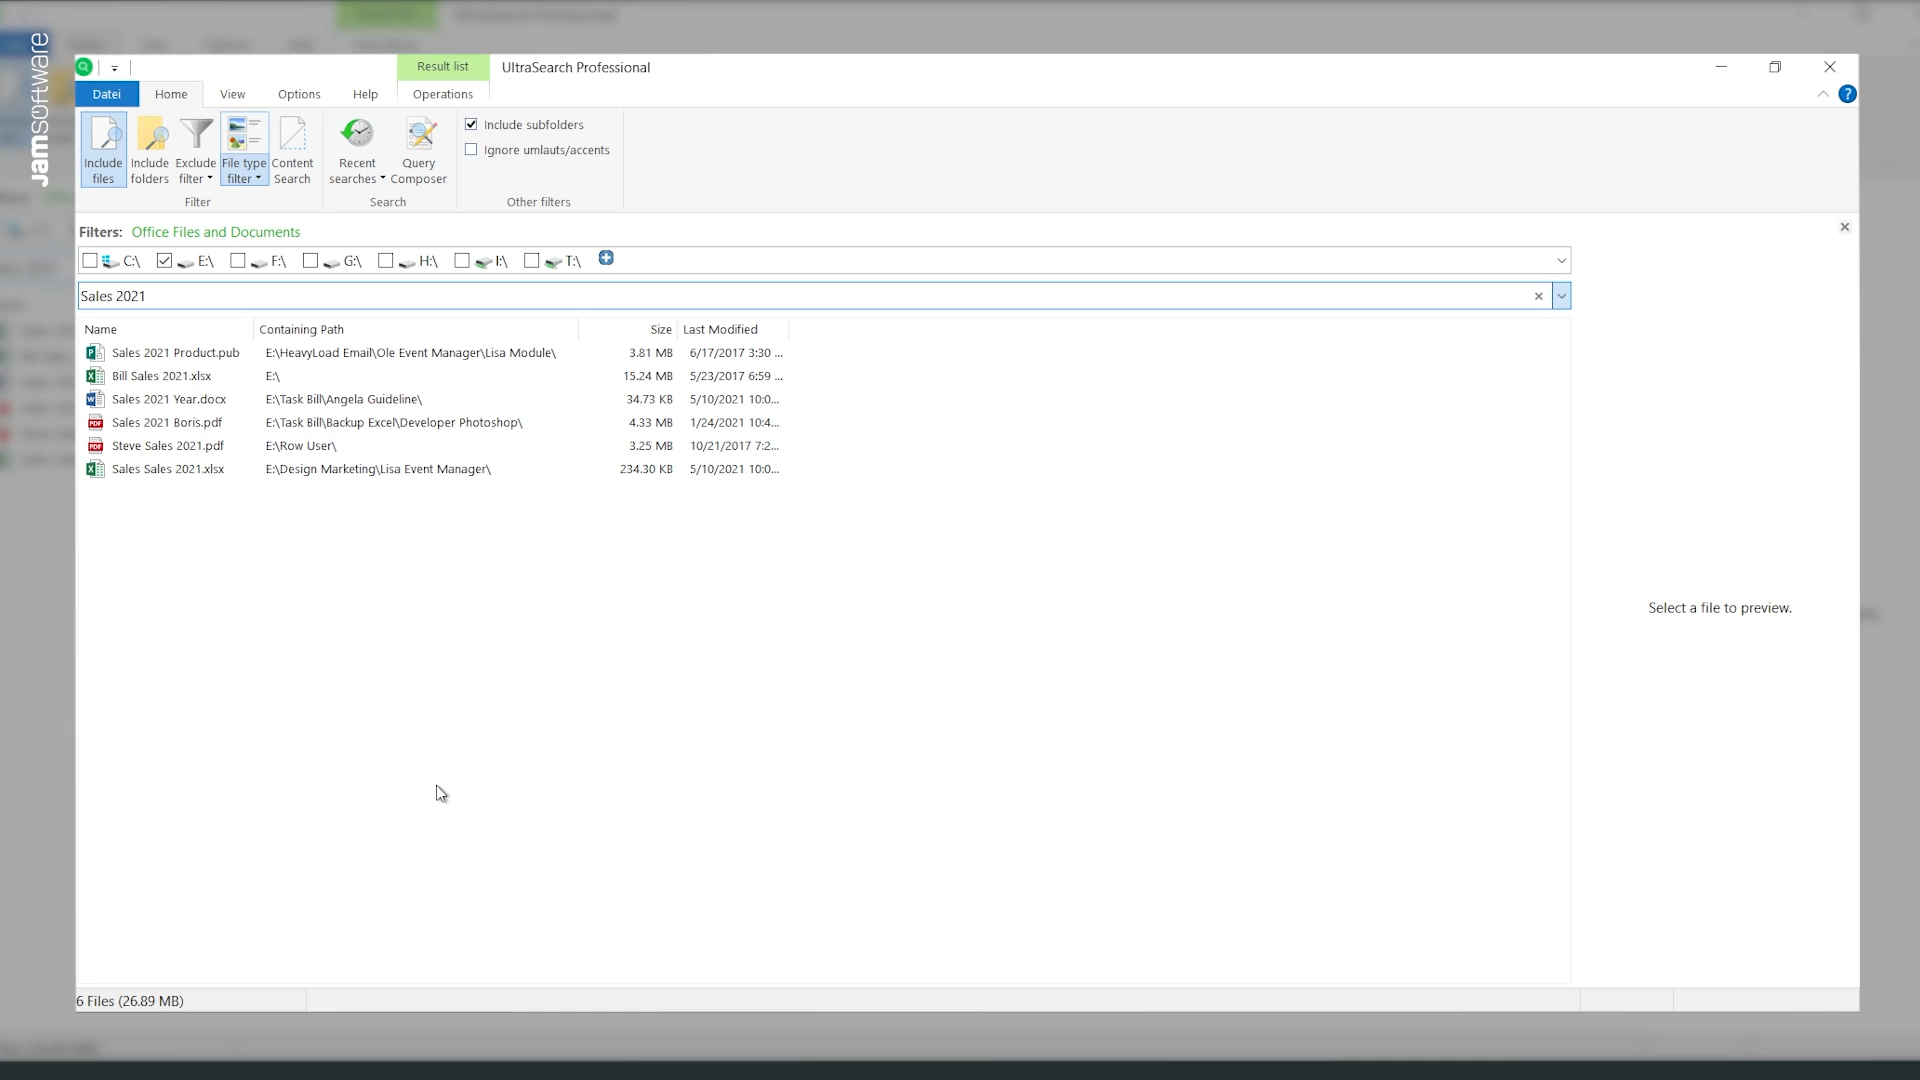 jamsoftware
Result list
UltraSearch Professional
Datei
Home
View
Options
Help
Operations
Include files
Include folders
Exclude filter
File type filter
Content Search
Recent searches
Query Composer
Include subfolders
Ignore umlauts/accents
Filter
Search
Other filters
Filters: Office Files and Documents
C:\ E:\ F:\ G:\ H:\ I:\ T:\
Sales 2021
Name Containing Path Size Last Modified
Sales 2021 Product.pub E:\HeavyLoad Email\Ole Event Manager\Lisa Module\ 3.81 MB 6/17/2017 3:30 ...
Bill Sales 2021.xlsx E:\ 15.24 MB 5/23/2017 6:59 ...
Sales 2021 Year.docx E:\Task Bill\Angela Guideline\ 34.73 KB 5/10/2021 10:0...
Sales 2021 Boris.pdf E:\Task Bill\Backup Excel\Developer Photoshop\ 4.33 MB 1/24/2021 10:4...
Steve Sales 2021.pdf E:\Row User\ 3.25 MB 10/21/2017 7:2...
Sales Sales 2021.xlsx E:\Design Marketing\Lisa Event Manager\ 234.30 KB 5/10/2021 10:0...
Select a file to preview.
6 Files (26.89 MB)